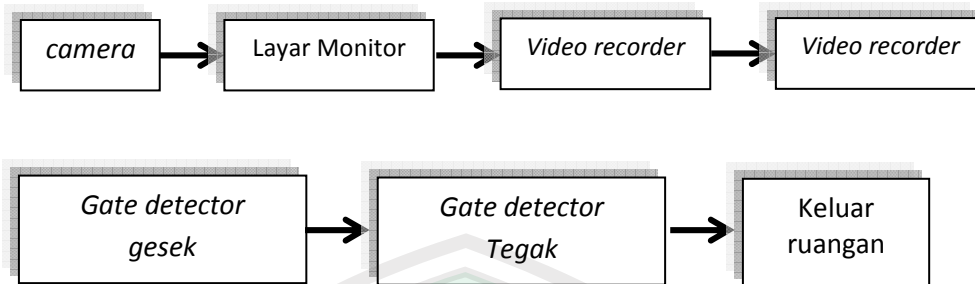 camera
Layar Monitor
Video recorder
Video recorder
Gate detector
gesek
Gate detector
Tegak
Keluar
ruangan